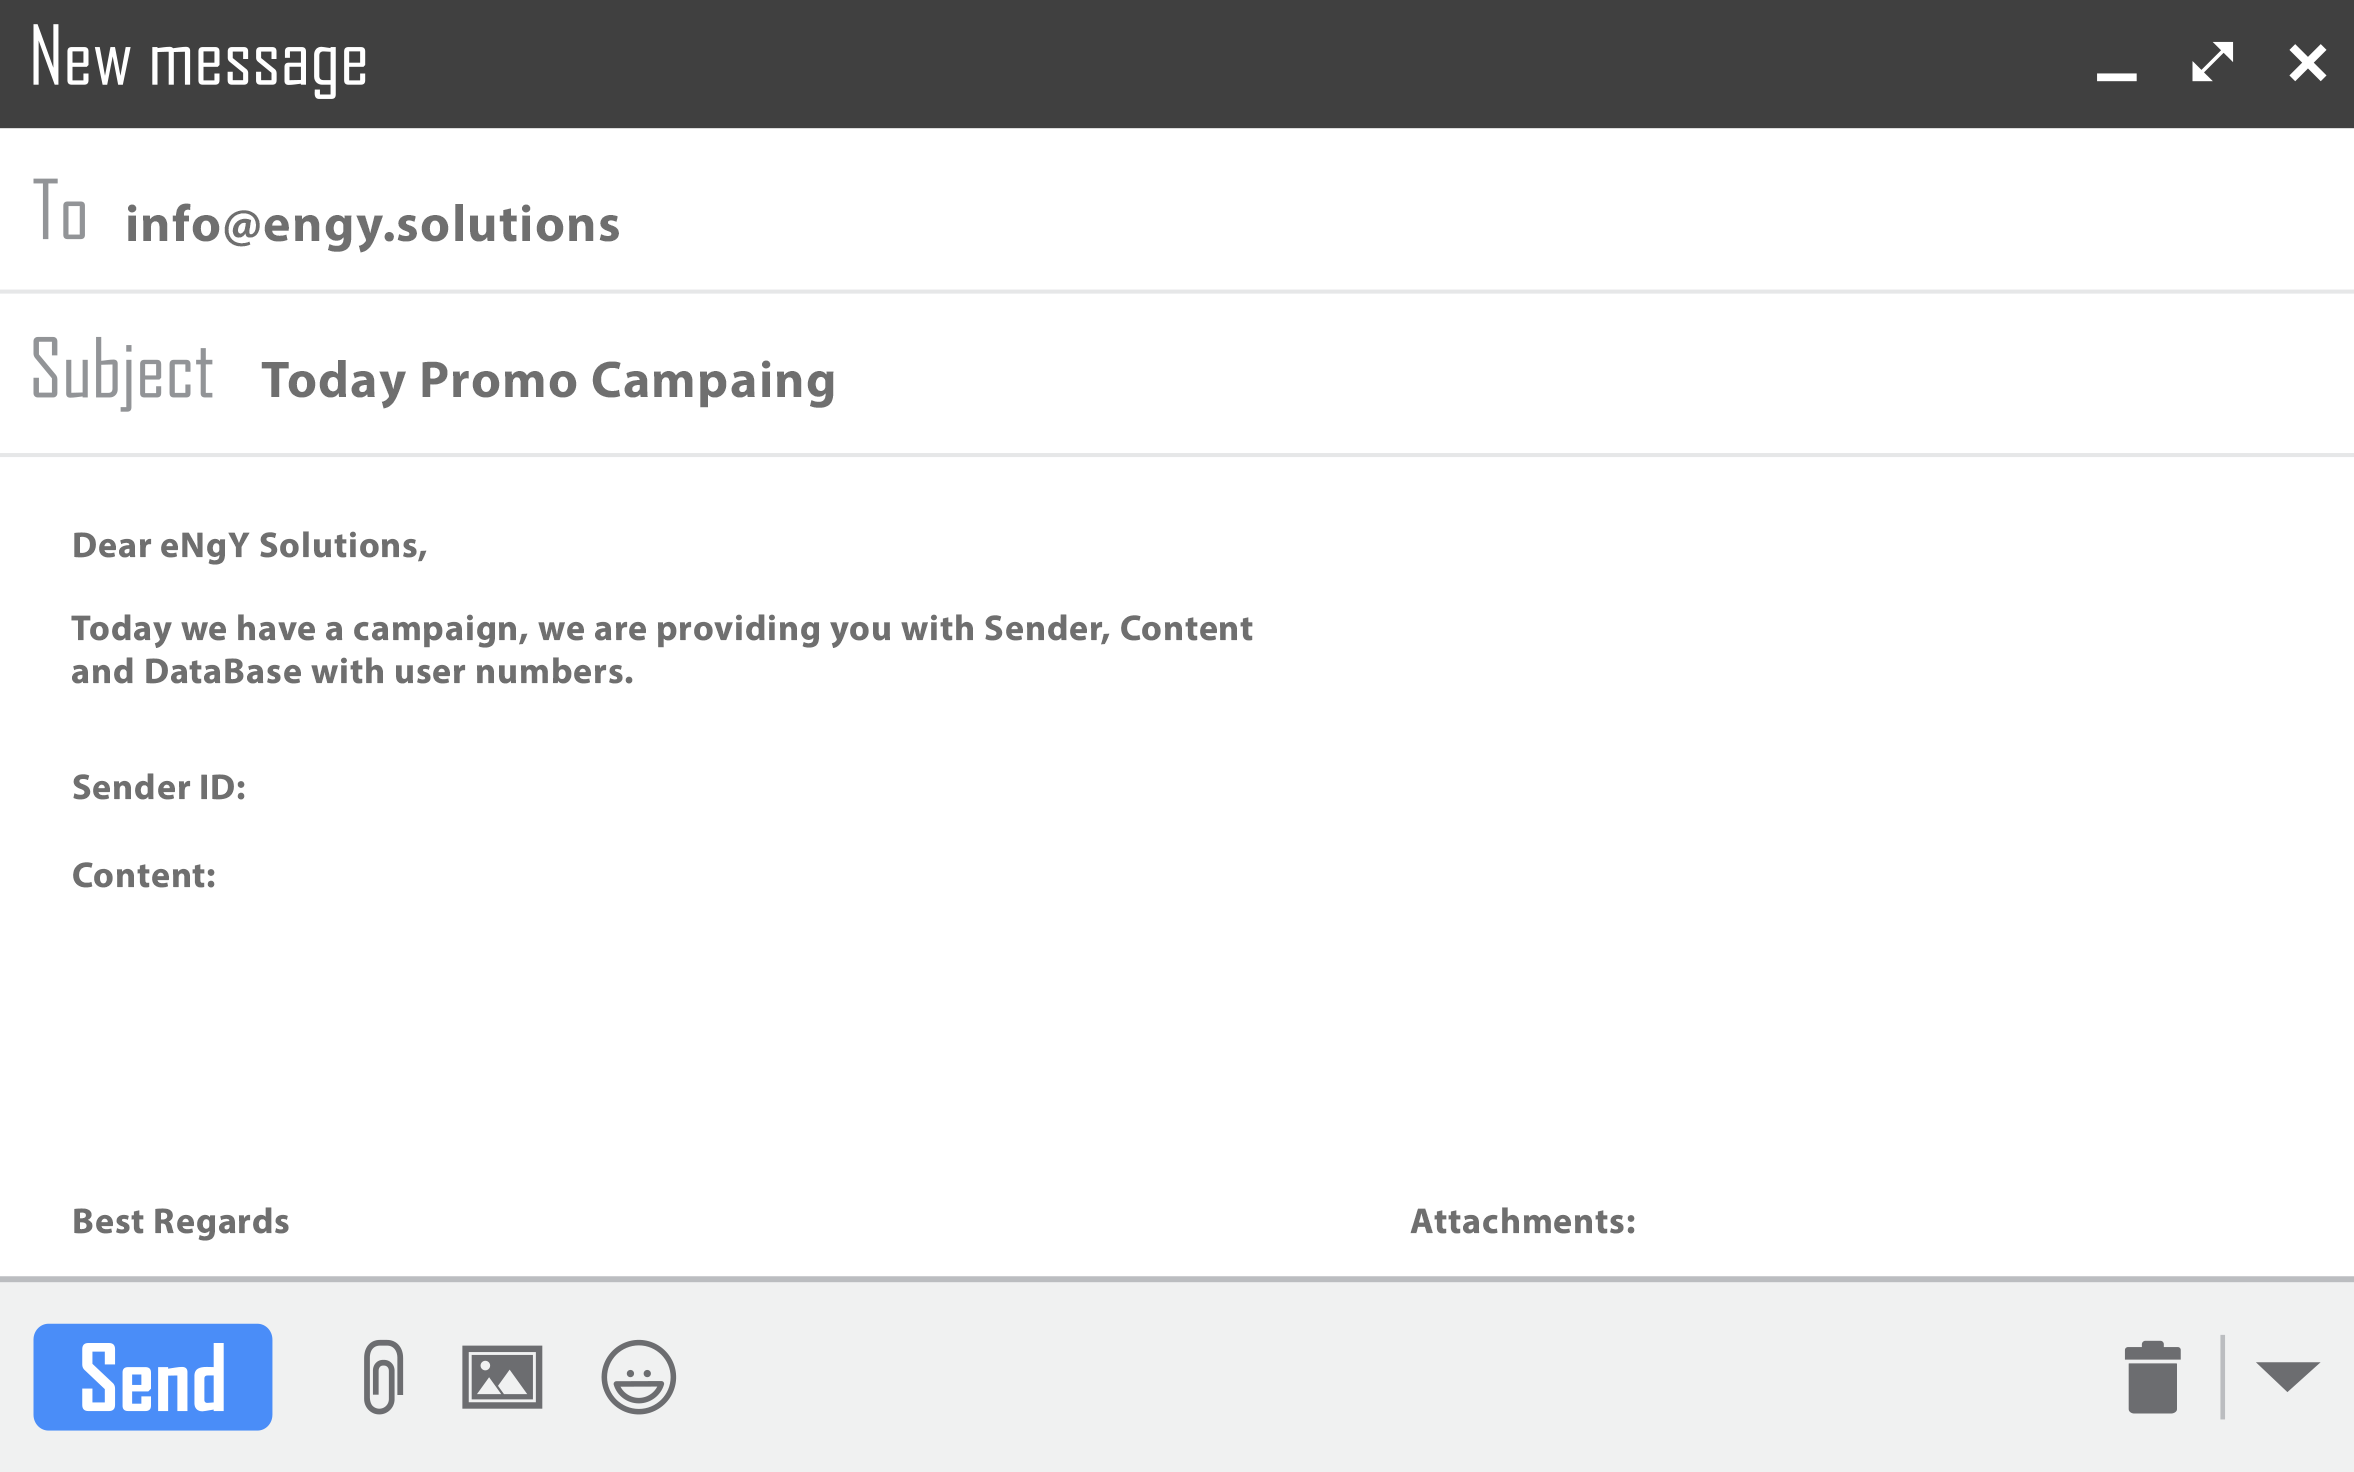 New message
To info@engy.solutions
Subject Today Promo Campaing
Dear eNgY Solutions,
Today we have a campaign, we are providing you with Sender, Content
and DataBase with user numbers.
Sender ID:
Content:
Best Regards
Attachments:
Send